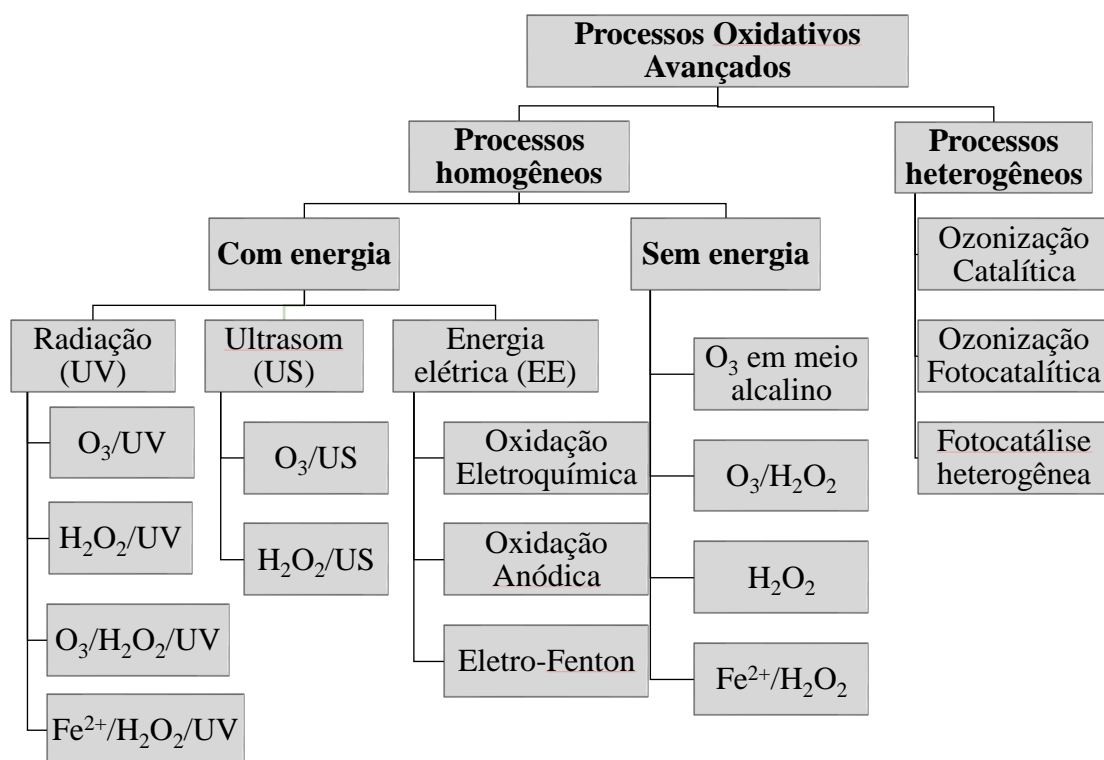 Processos Oxidativos
Avançados
Processos
homogêneos
Processos
heterogêneos
Com energia
Sem energia
Ozonização
Catalítica
Radiação
(UV)
Ultrasom
(US)
Energia
elétrica (EE)
O₃ em meio
alcalino
Ozonização
Fotocatalítica
O₃/UV
O₃/US
Oxidação
Eletroquímica
O₃/H₂O₂
Fotocatálise
heterogênea
H₂O₂/UV
H₂O₂/US
Oxidação
Anódica
H₂O₂
O₃/H₂O₂/UV
Eletro-Fenton
Fe²⁺/H₂O₂
Fe²⁺/H₂O₂/UV